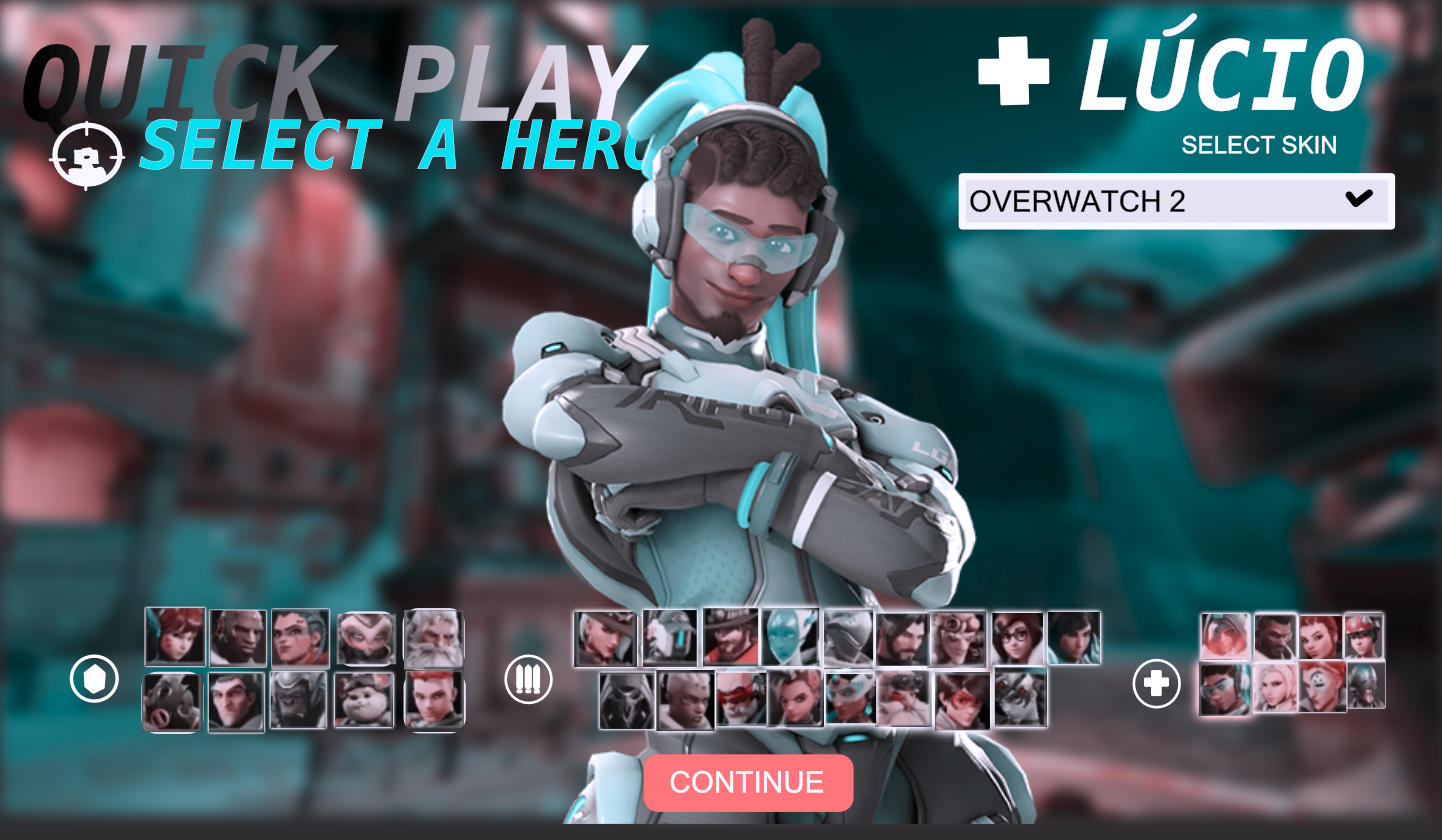 QUICK PLAY
SELECT A HERO
LÚCIO
SELECT SKIN
OVERWATCH 2
CONTINUE